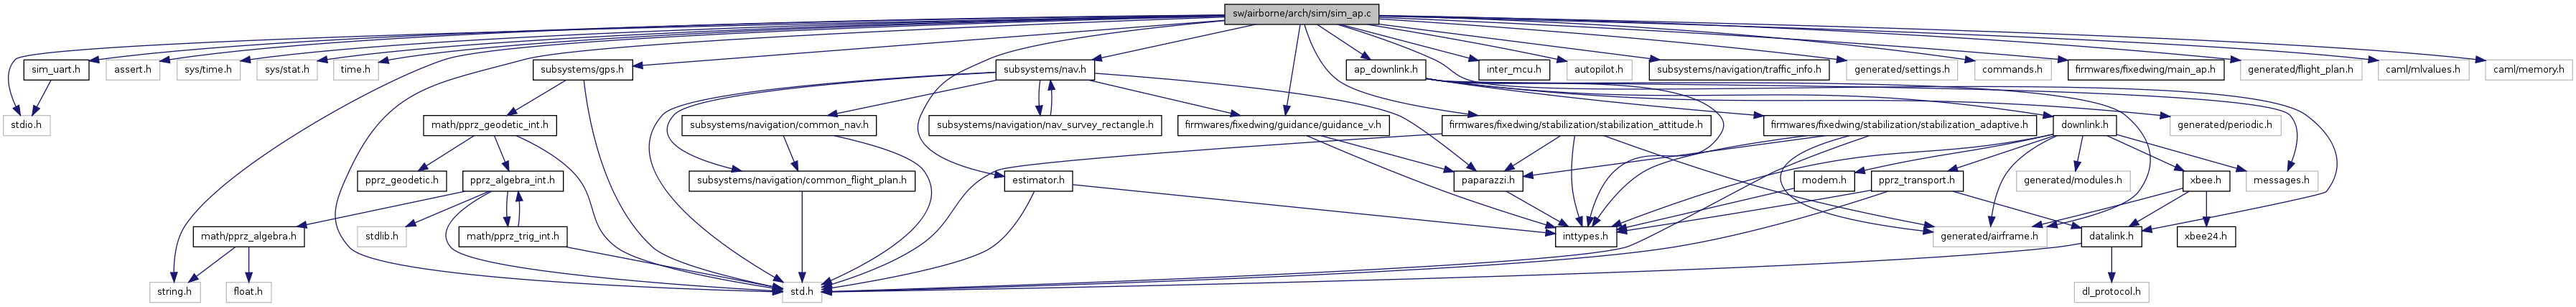 sw/airborne/arch/sim/sim_ap.c
sim_uart.h
assert.h
sys/time.h
sys/stat.h
time.h
subsystems/gps.h
subsystems/nav.h
ap_downlink.h
inter_mcu.h
autopilot.h
subsystems/navigation/traffic_info.h
generated/settings.h
commands.h
firmwares/fixedwing/main_ap.h
generated/flight_plan.h
caml/mlvalues.h
caml/memory.h
stdio.h
math/pprz_geodetic_int.h
subsystems/navigation/common_nav.h
subsystems/navigation/nav_survey_rectangle.h
firmwares/fixedwing/guidance/guidance_v.h
firmwares/fixedwing/stabilization/stabilization_attitude.h
firmwares/fixedwing/stabilization/stabilization_adaptive.h
downlink.h
generated/periodic.h
pprz_geodetic.h
pprz_algebra_int.h
subsystems/navigation/common_flight_plan.h
estimator.h
paparazzi.h
modem.h
pprz_transport.h
generated/modules.h
xbee.h
messages.h
math/pprz_algebra.h
stdlib.h
math/pprz_trig_int.h
inttypes.h
generated/airframe.h
datalink.h
xbee24.h
string.h
float.h
std.h
dl_protocol.h